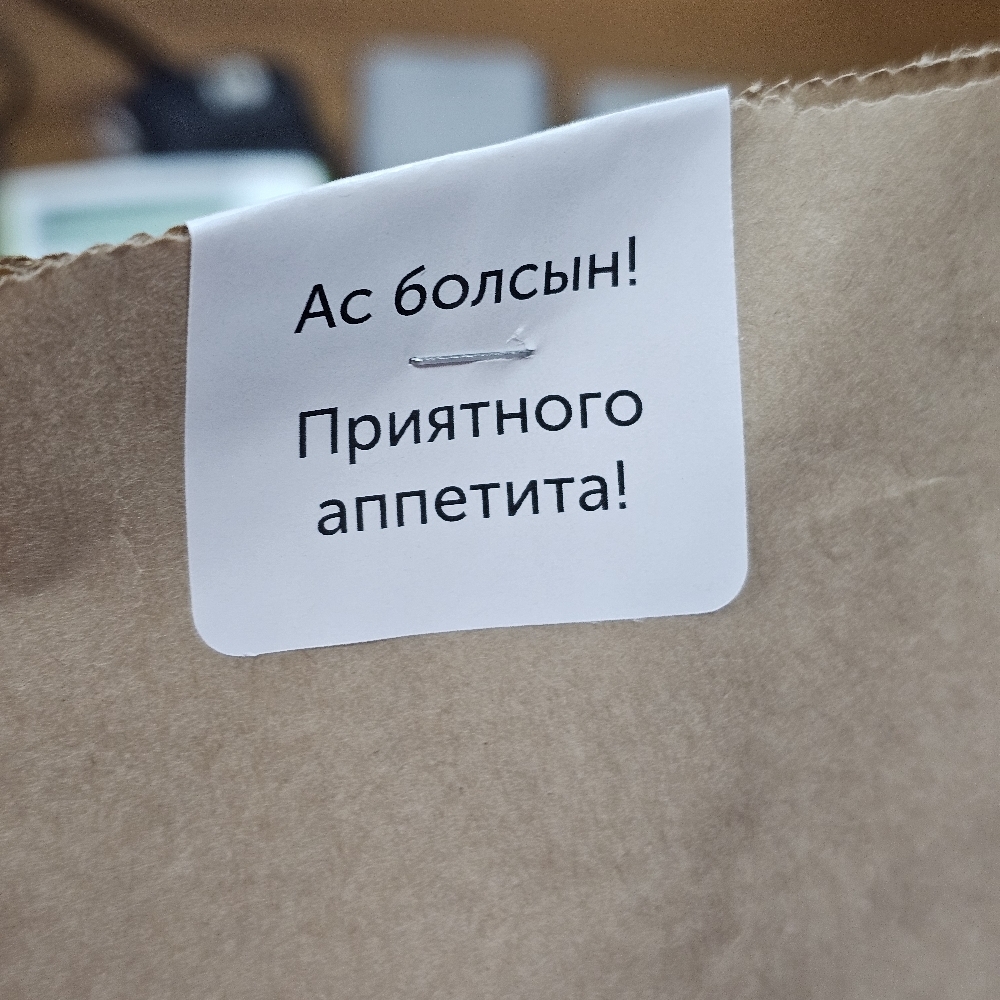 Ас болсын!
Приятного
аппетита!